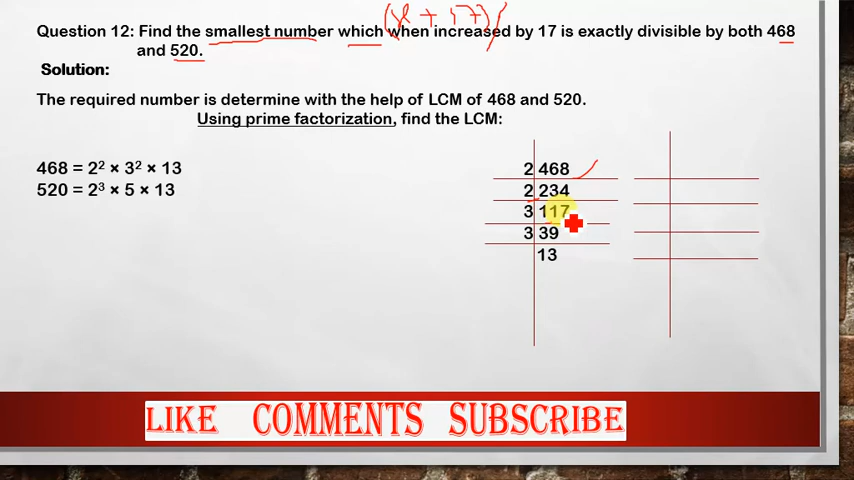 (x + 17)
Question 12: Find the smallest number which when increased by 17 is exactly divisible by both 468
and 520.
Solution:
The required number is determine with the help of LCM of 468 and 520.
Using prime factorization, find the LCM:
468 = 2² × 3² × 13
520 = 2³ × 5 × 13
2 468
2 234
3 117
3 39
13
LIKE COMMENTS SUBSCRIBE